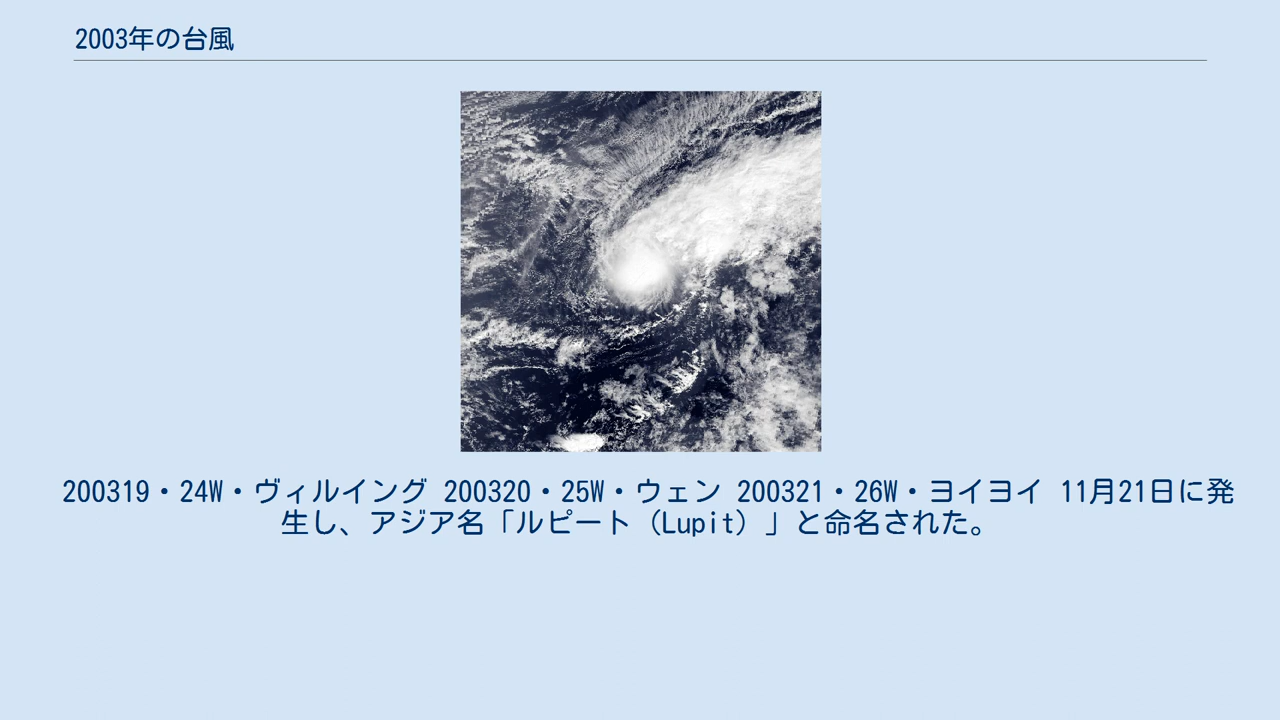 2003年の台風
200319・24W・ヴィルイング 200320・25W・ウェン 200321・26W・ヨイヨイ 11月21日に発
生し、アジア名「ルピート（Lupit）」と命名された。